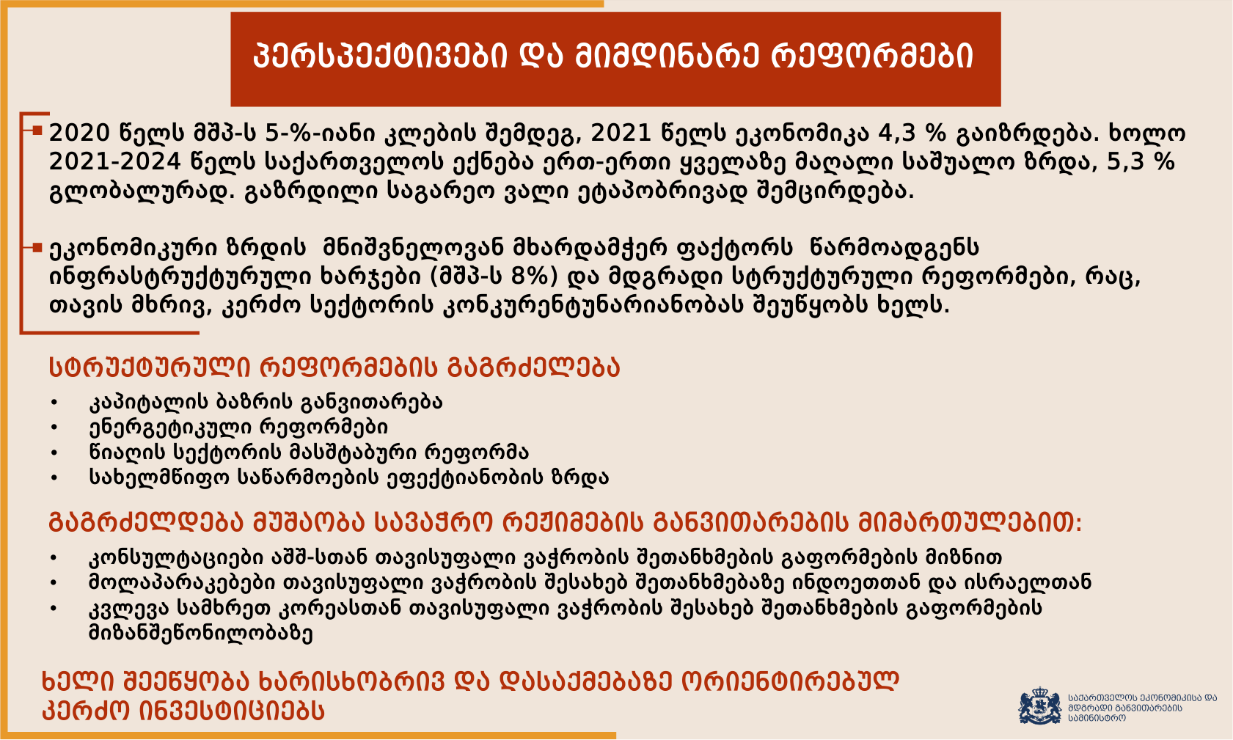 პერსპექტივები და მიმდინარე რეფორმები
2020 წელს მშპ-ს 5-%-იანი კლების შემდეგ, 2021 წელს ეკონომიკა 4,3 % გაიზრდება. ხოლო
2021-2024 წელს საქართველოს ექნება ერთ-ერთი ყველაზე მაღალი საშუალო ზრდა, 5,3 %
გლობალურად. გაზრდილი საგარეო ვალი ეტაპობრივად შემცირდება.
ეკონომიკური ზრდის მნიშვნელოვან მხარდამჭერ ფაქტორს წარმოადგენს
ინფრასტრუქტურული ხარჯები (მშპ-ს 8%) და მდგრადი სტრუქტურული რეფორმები, რაც,
თავის მხრივ, კერძო სექტორის კონკურენტუნარიანობას შეუწყობს ხელს.
სტრუქტურული რეფორმების გაგრძელება
• კაპიტალის ბაზრის განვითარება
• ენერგეტიკული რეფორმები
• წიაღის სექტორის მასშტაბური რეფორმა
• სახელმწიფო საწარმოების ეფექტიანობის ზრდა
გაგრძელდება მუშაობა სავაჭრო რეჟიმების განვითარების მიმართულებით:
• კონსულტაციები აშშ-სთან თავისუფალი ვაჭრობის შეთანხმების გაფორმების მიზნით
• მოლაპარაკებები თავისუფალი ვაჭრობის შესახებ შეთანხმებაზე ინდოეთთან და ისრაელთან
• კვლევა სამხრეთ კორეასთან თავისუფალი ვაჭრობის შესახებ შეთანხმების გაფორმების
მიზანშეწონილობაზე
ხელი შეეწყობა ხარისხობრივ და დასაქმებაზე ორიენტირებულ
კერძო ინვესტიციებს
საქართველოს ეკონომიკისა და
მდგრადი განვითარების
სამინისტრო